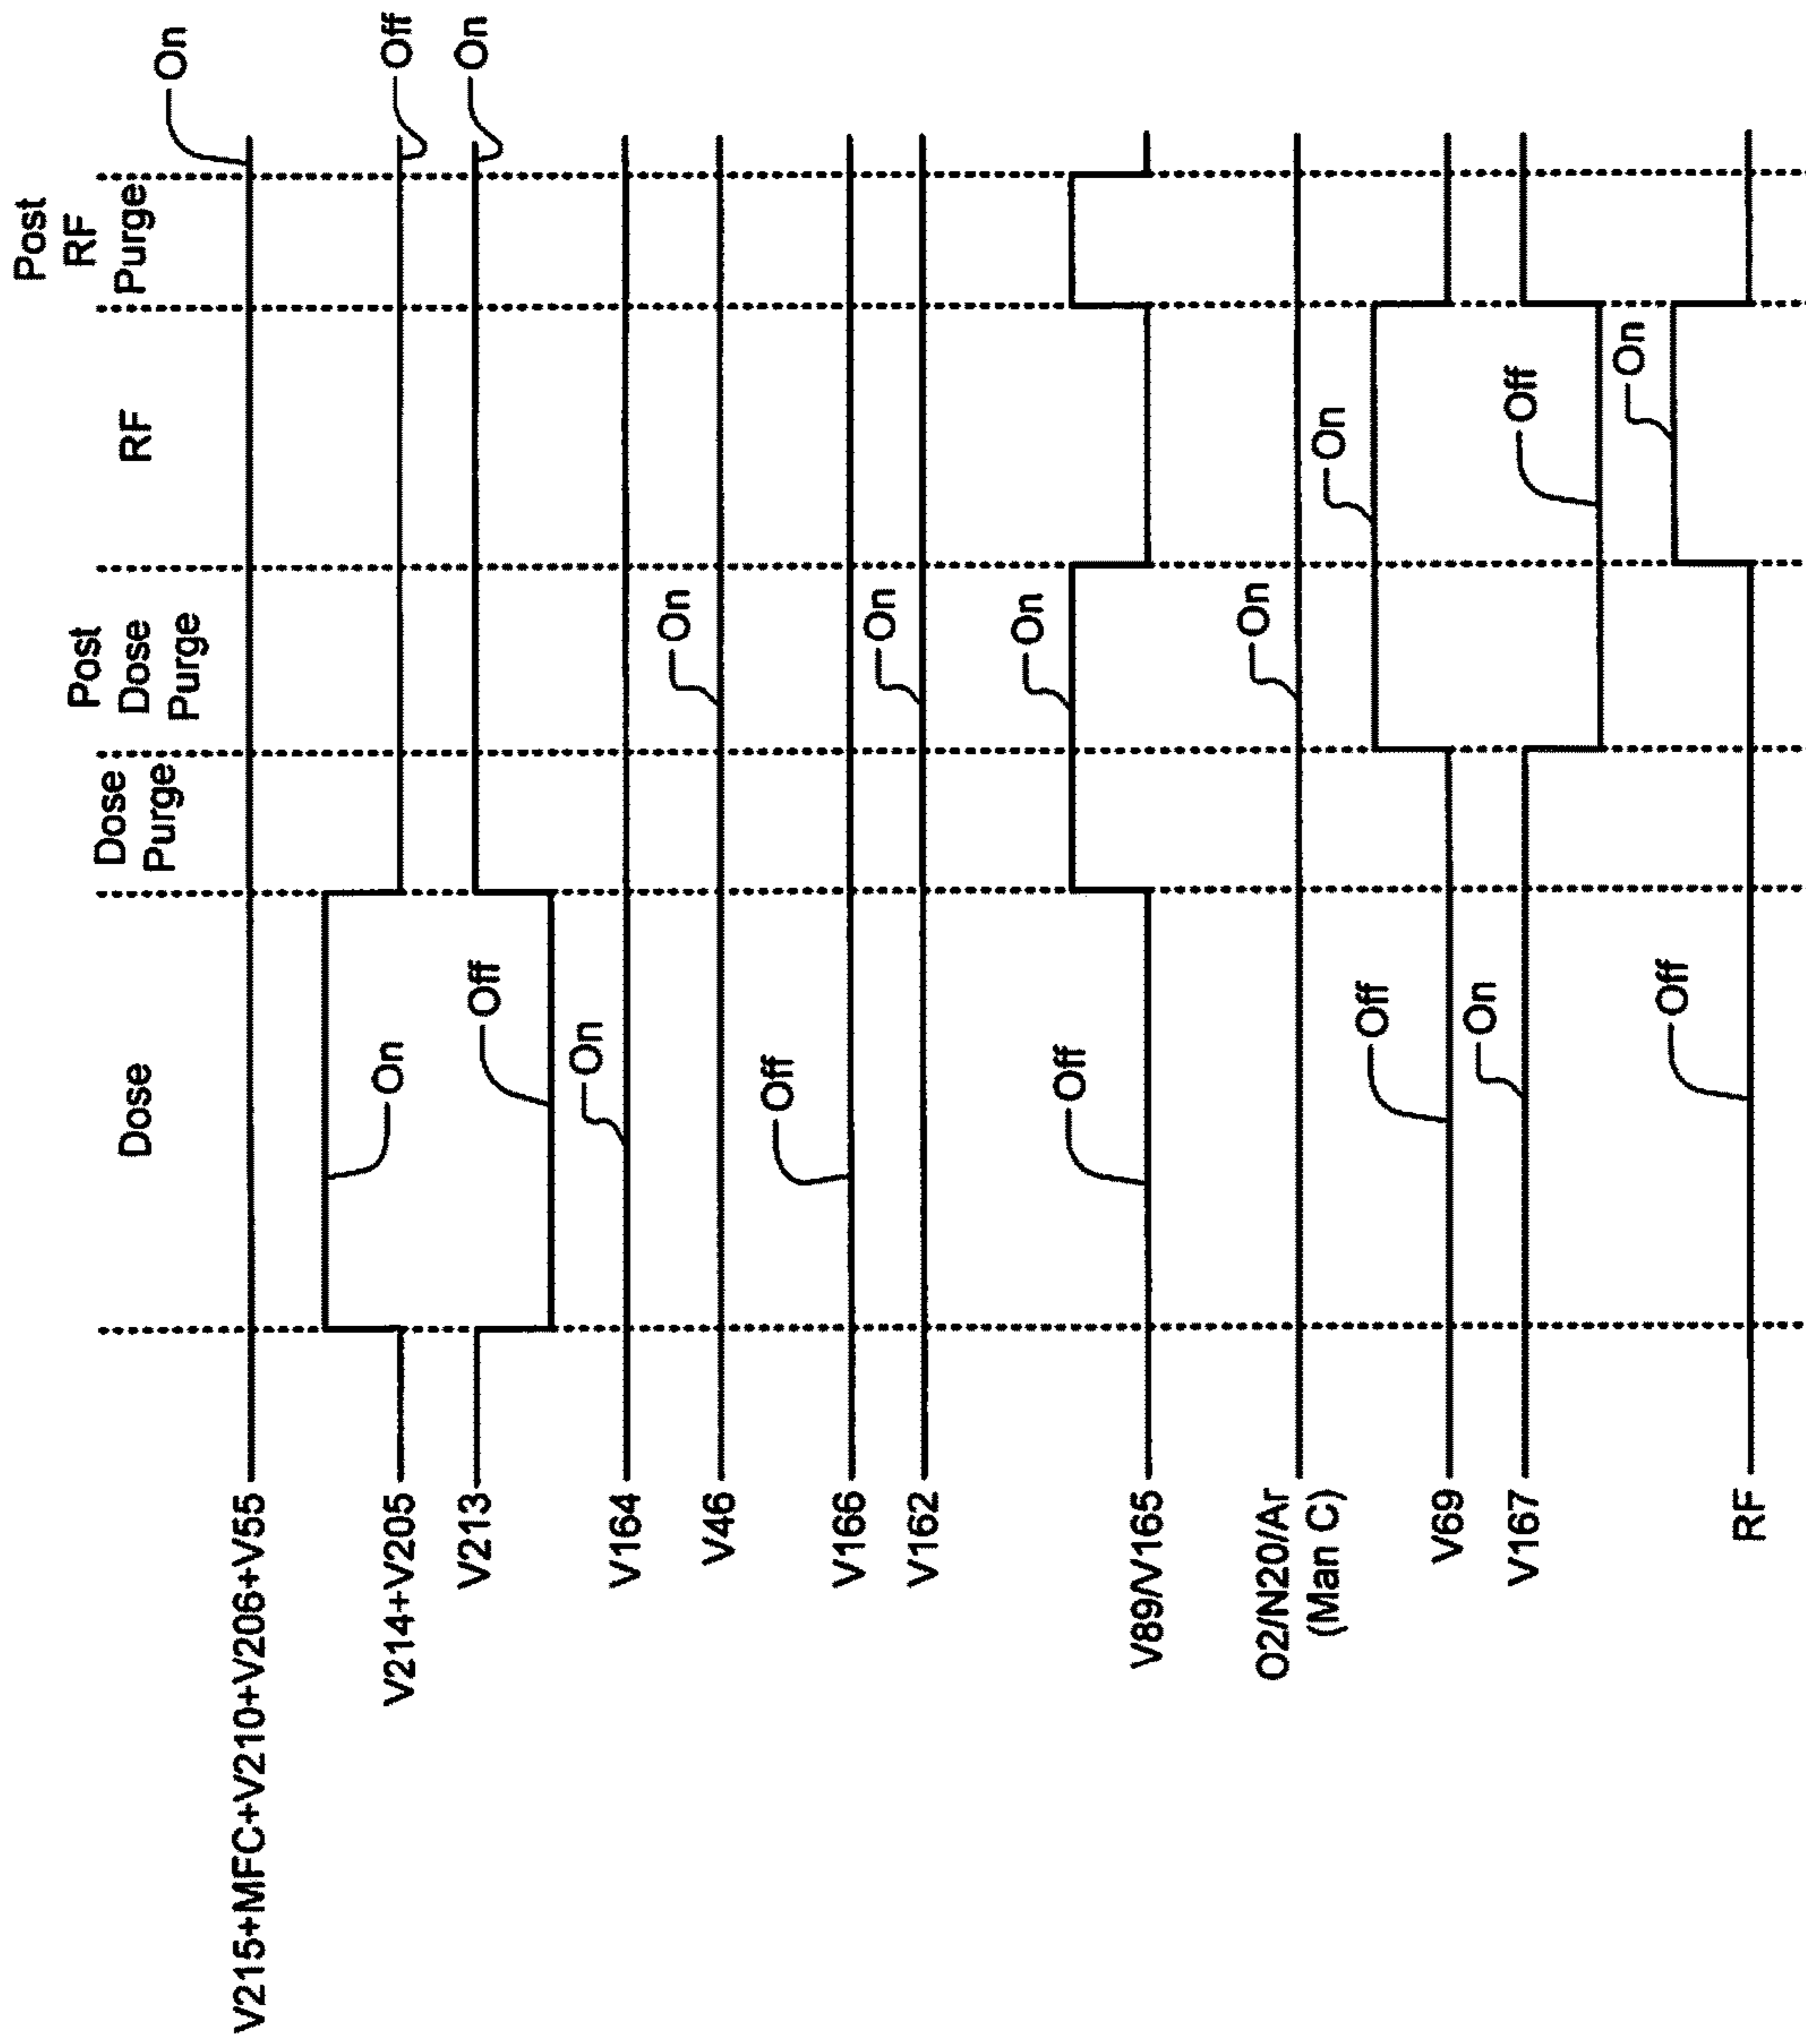 Dose
Dose
Purge
Post
Dose
Purge
RF
Post
RF
Purge
V215+MFC+V210+V206+V55
On
V214+V205
On
Off
V213
Off
On
V164
On
V46
On
V166
Off
V162
On
V89/V165
Off
On
O2/N20/Ar
(Man C)
On
V69
Off
On
V167
On
Off
RF
Off
On